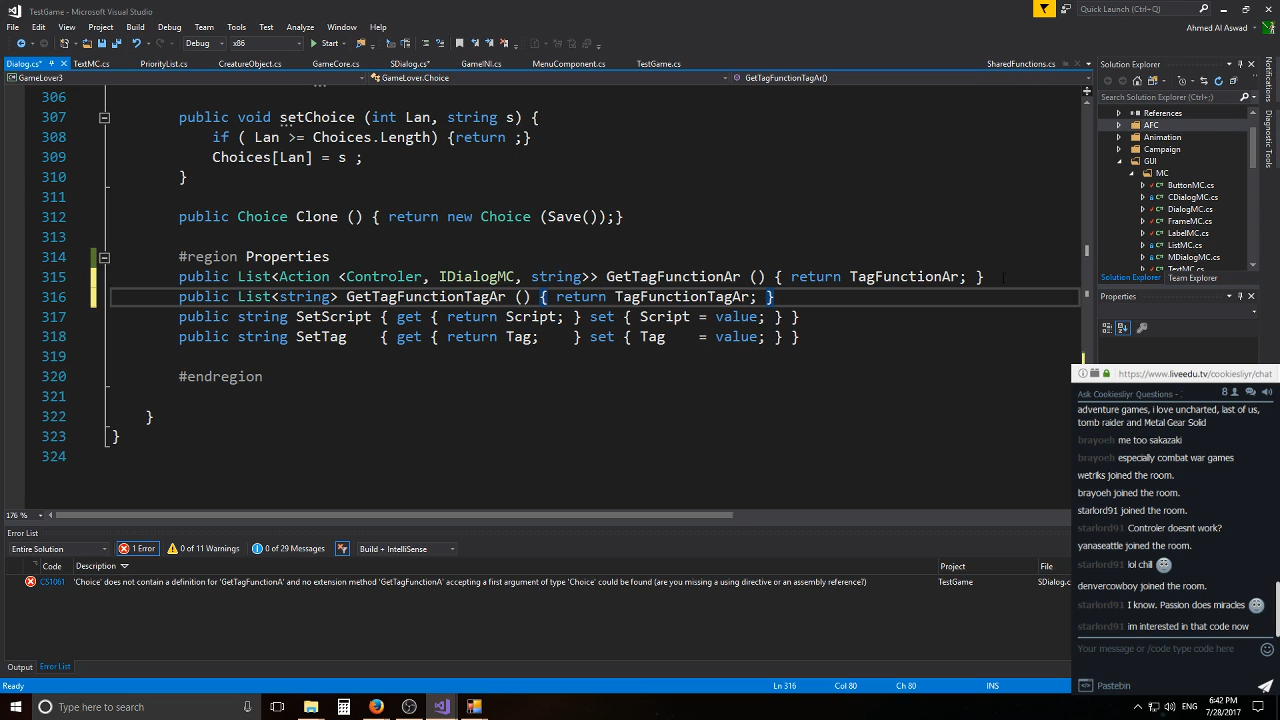 TestGame - Microsoft Visual Studio
Quick Launch (Ctrl+Q)
File Edit View Project Build Debug Team Tools Test Analyze Window Help
Ahmed Al Aswad
Debug x86 Start
Dialog.cs* TextMC.cs PriorityList.cs CreatureObject.cs GameCore.cs SDialog.cs* GameINI.cs MenuComponent.cs TestGame.cs SharedFunctions.cs
GameLover3 GameLover.Choice GetTagFunctionTagAr()
306
307 public void setChoice (int Lan, string s) {
308 if ( Lan >= Choices.Length) {return ;}
309 Choices[Lan] = s ;
310 }
311
312 public Choice Clone () { return new Choice (Save());}
313
314 #region Properties
315 public List<Action <Controler, IDialogMC, string>> GetTagFunctionAr () { return TagFunctionAr; }
316 public List<string> GetTagFunctionTagAr () { return TagFunctionTagAr; }
317 public string SetScript { get { return Script; } set { Script = value; } }
318 public string SetTag { get { return Tag; } set { Tag = value; } }
319
320 #endregion
321
322 }
323 }
324
176 %
Solution Explorer
Search Solution Explorer (Ctrl+;)
References
AFC
Animation
Campaign
GUI
MC
ButtonMC.cs
CDialogMC.cs
DialogMC.cs
FrameMC.cs
LabelMC.cs
ListMC.cs
MDialogMC.cs
TextMC.cs
Solution Explorer Team Explorer
Properties
Notifications
Diagnostic Tools
Error List
Entire Solution 1 Error 0 of 11 Warnings 0 of 29 Messages Build + IntelliSense
Code Description Project File
CS1061 'Choice' does not contain a definition for 'GetTagFunctionA' and no extension method 'GetTagFunctionA' accepting a first argument of type 'Choice' could be found (are you missing a using directive or an assembly reference?) TestGame SDialog.c
Output Error List
Ready Ln 316 Col 80 Ch 80 INS
https://www.liveedu.tv/cookiesliyr/chat
Ask Cookiesliyr Questions - 8
adventure games, i love uncharted, last of us,
tomb raider and Metal Gear Solid
brayoeh me too sakazaki
brayoeh especially combat war games
wetriks joined the room.
brayoeh joined the room.
starlord91 joined the room.
starlord91 Controler doesnt work?
yanaseattle joined the room.
starlord91 lol chill
denvercowboy joined the room.
starlord91 I know. Passion does miracles
starlord91 im interested in that code now
Your message or /code type code here
Pastebin
Type here to search
ENG
6:42 PM
7/28/2017